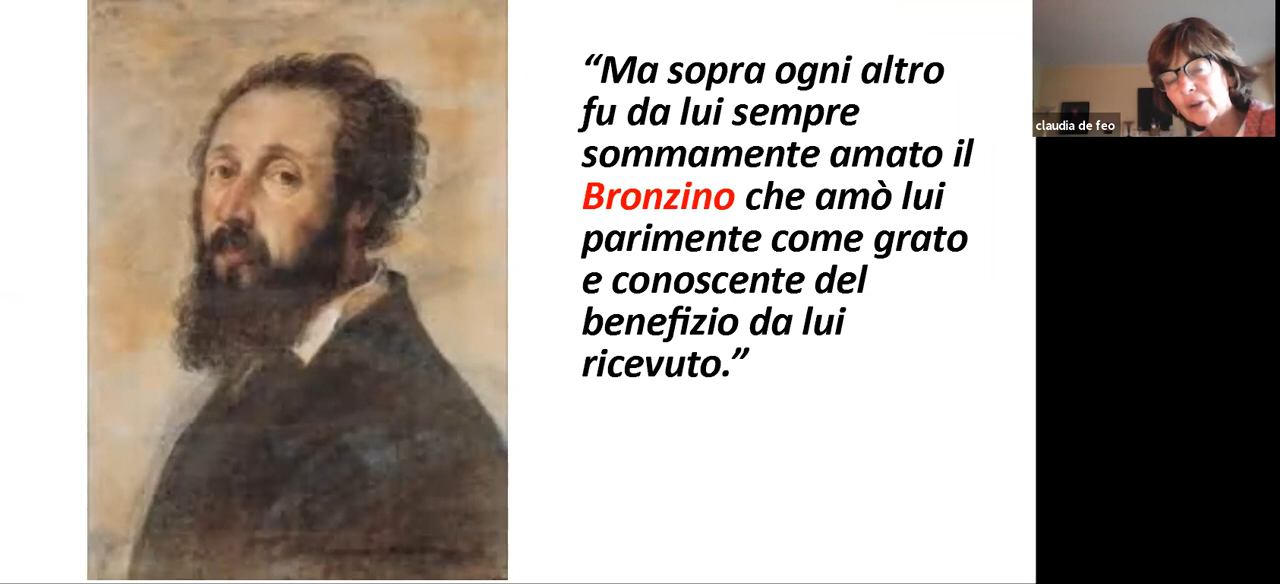 “Ma sopra ogni altro
fu da lui sempre
sommamente amato il
Bronzino che amò lui
parimente come grato
e conoscente del
benefizio da lui
ricevuto.”
claudia de feo